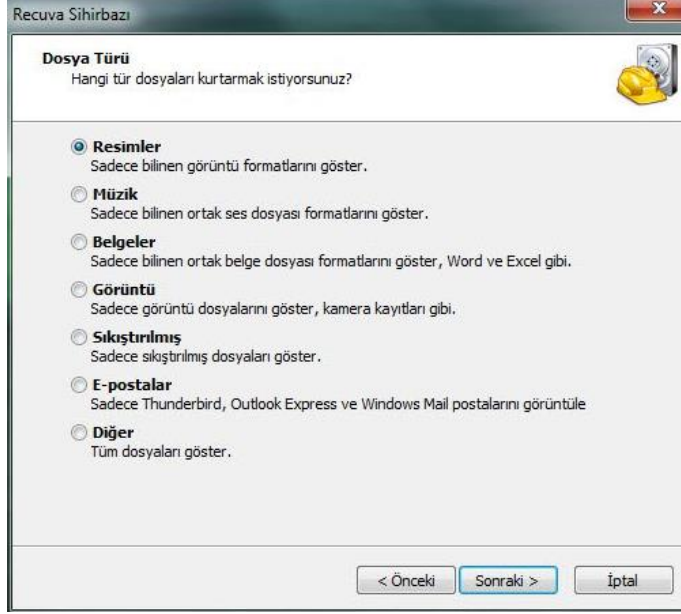 Recuva Sihirbazı
x
Dosya Türü
Hangi tür dosyaları kurtarmak istiyorsunuz?
Resimler
Sadece bilinen görüntü formatlarını göster.
Müzik
Sadece bilinen ortak ses dosyası formatlarını göster.
Belgeler
Sadece bilinen ortak belge dosyası formatlarını göster, Word ve Excel gibi.
Görüntü
Sadece görüntü dosyalarını göster, kamera kayıtları gibi.
Sıkıştırılmış
Sadece sıkıştrılmış dosyaları göster.
E-postalar
Sadece Thunderbird, Outlook Express ve Windows Mail postalarını görüntüle
Diğer
Tüm dosyaları göster.
< Önceki Sonraki > İptal